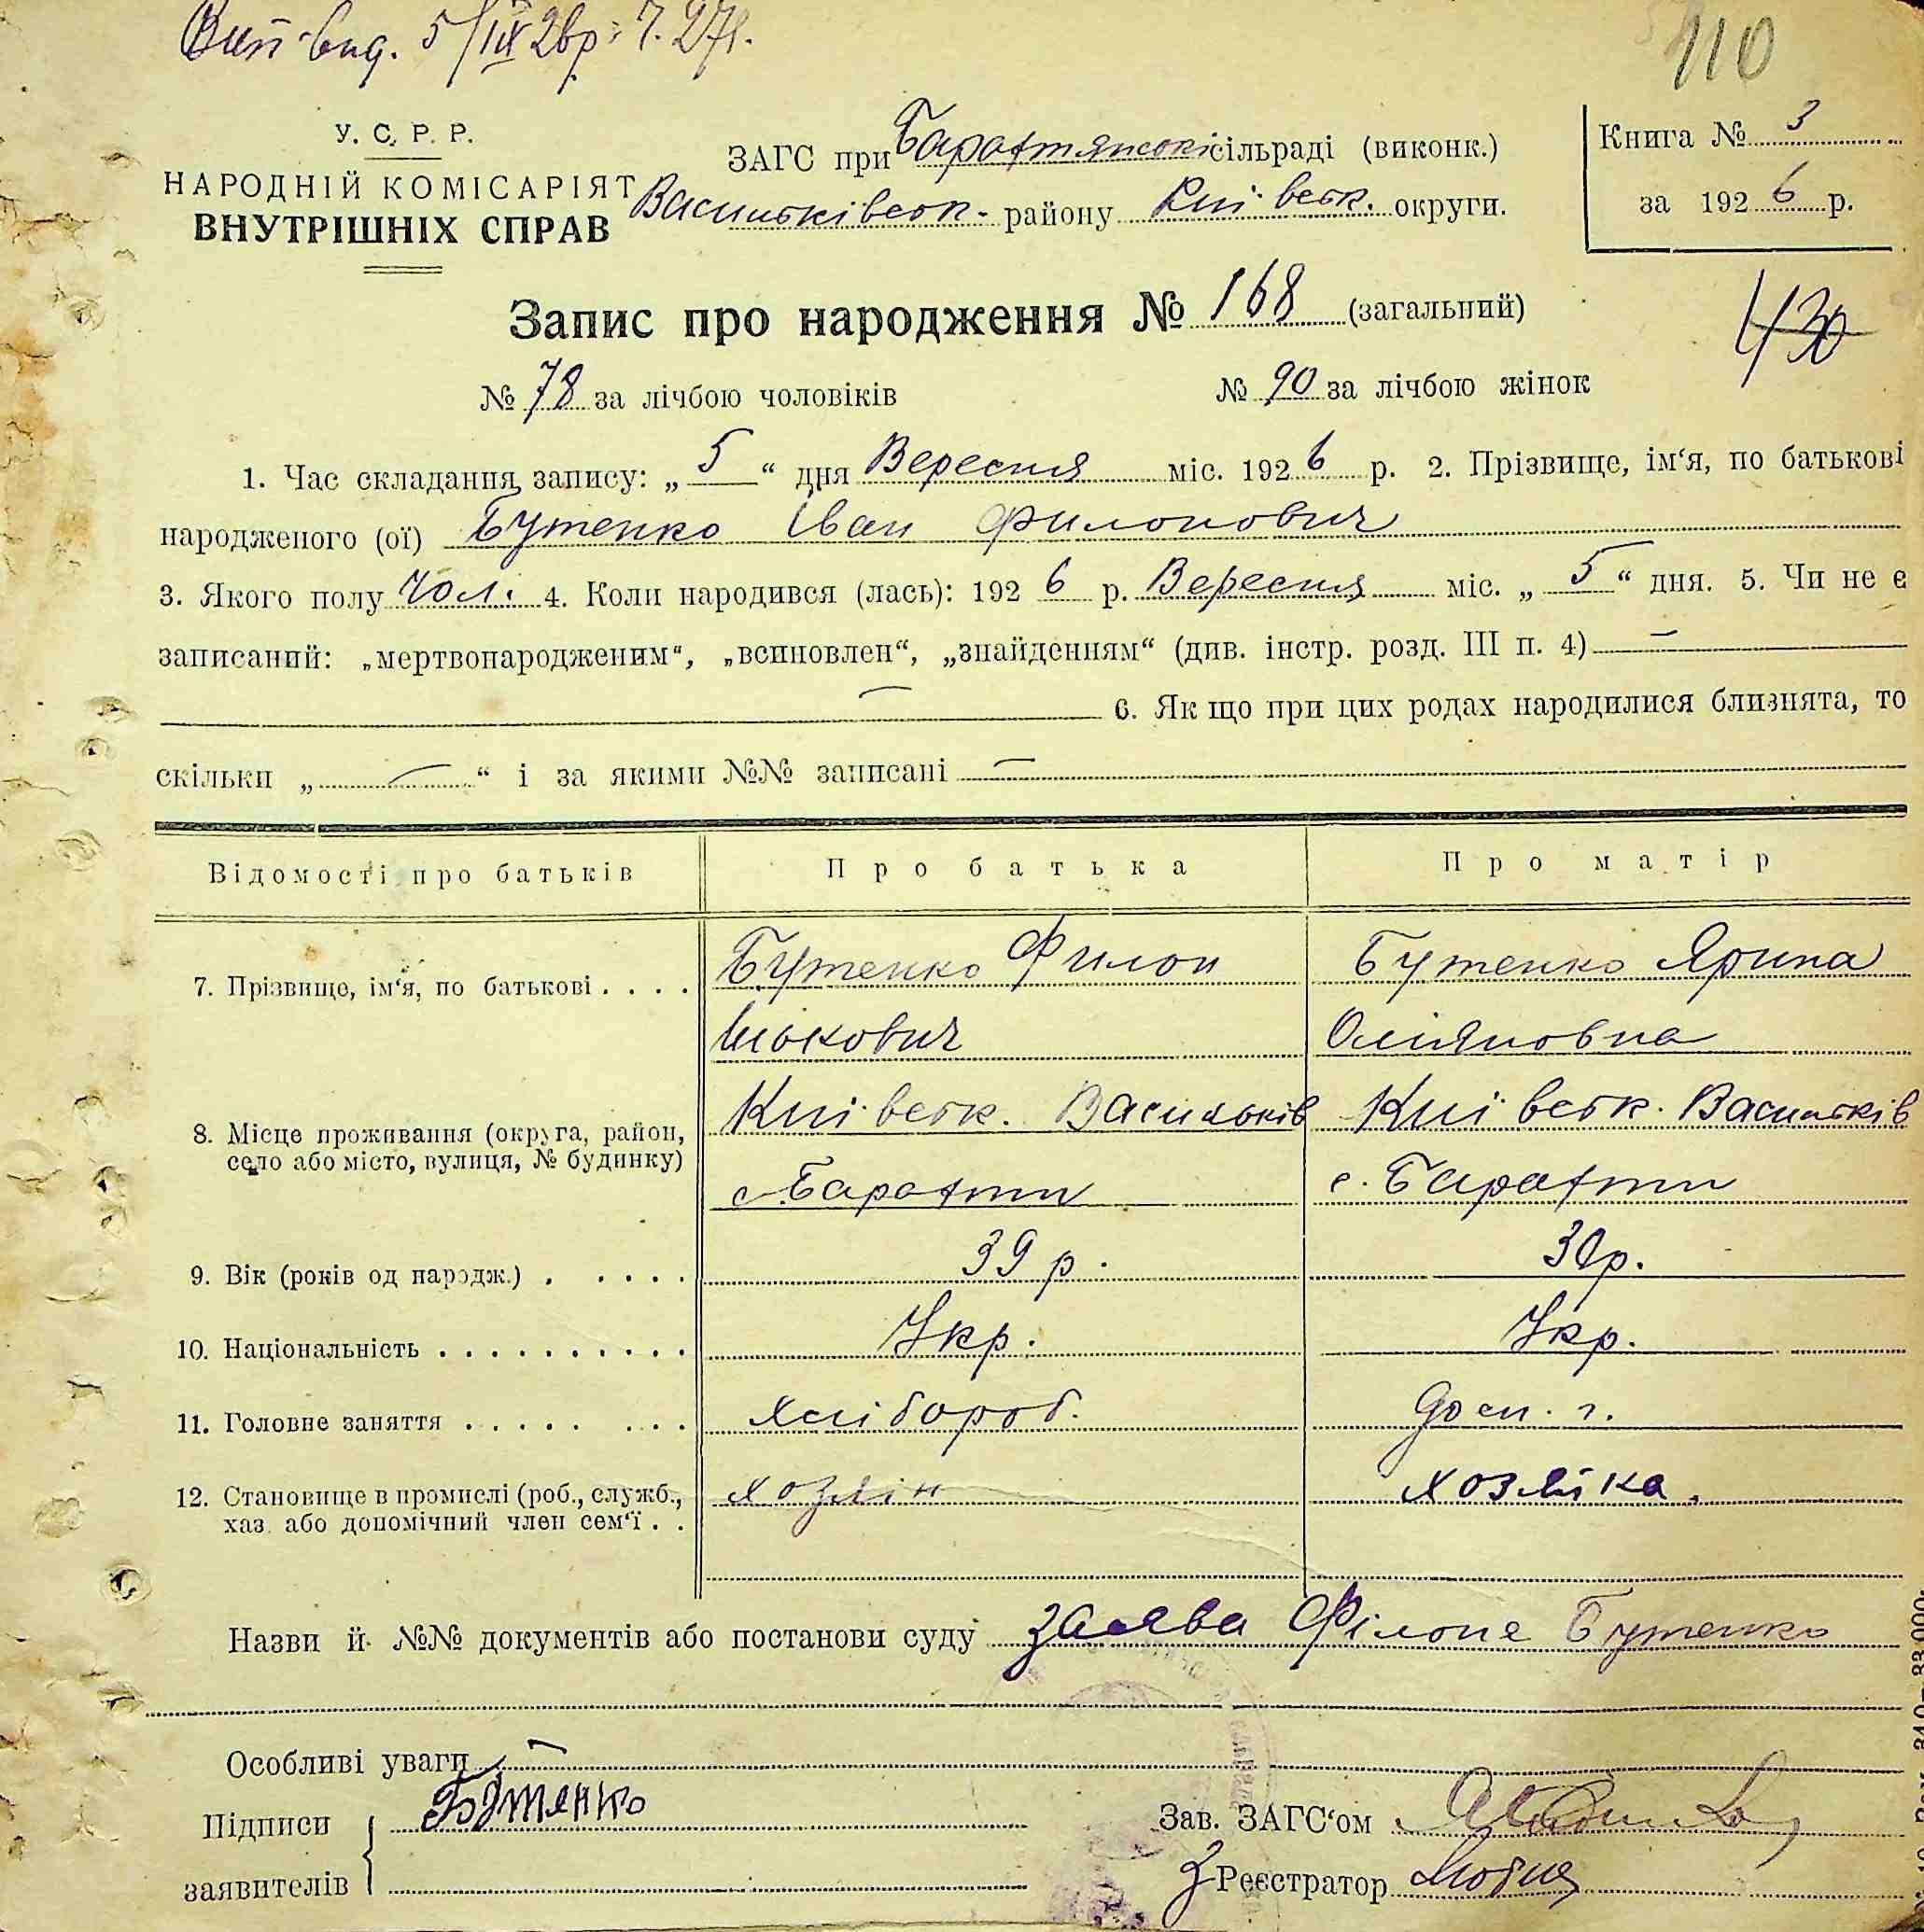 Вип. вид. 5/IX 26р.
110
У. С. Р. Р.
НАРОДНІЙ КОМІСАРІЯТ
ВНУТРІШНІХ СПРАВ
ЗАГС при Барахтянській сільраді (виконк.)
Васильківськ. району Київськ. округи.
Книга № 3
за 1926 р.
Запис про народження № 168 (загальний)
430
№ 78 за лічбою чоловіків № 90 за лічбою жінок
1. Час складання запису: „5“ дня Вересня міс. 1926 р. 2. Прізвище, ім‘я, по батькові
народженого (ої) Бутенко Іван Филонович
3. Якого полу чол. 4. Коли народився (лась): 1926 р. Вересня міс. „5“ дня. 5. Чи не є
записаний: „мертвонародженим“, „всиновлен“, „знайденням“ (див. інстр. розд. III п. 4) —
— 6. Як що при цих родах народилися близнята, то
скільки „—“ і за якими №№ записані —
Відомості про батьків Про батька Про матір
7. Прізвище, ім‘я, по батькові . . . . Бутенко Филон Бутенко Ярина
Омляновна
8. Місце проживання (округа, район, Київськ. Васильків Київськ. Васильків
село або місто, вулиця, № будинку) с. Барахти с. Барахти
9. Вік (років од народж.) . . . . . 39 р. 30р.
10. Національність . . . . . . . . . . Укр. Укр.
11. Головне заняття . . . . . . . . Хлібороб. дом. г.
12. Становище в промислі (роб., служб., хозяін хозяйка.
хаз. або допомічний член сем‘ї . .
Назви й №№ документів або постанови суду заява Філона Бутенко
Особливі уваги —
Підписи Бутенко Зав. ЗАГС‘ом
заявителів З Реєстратор